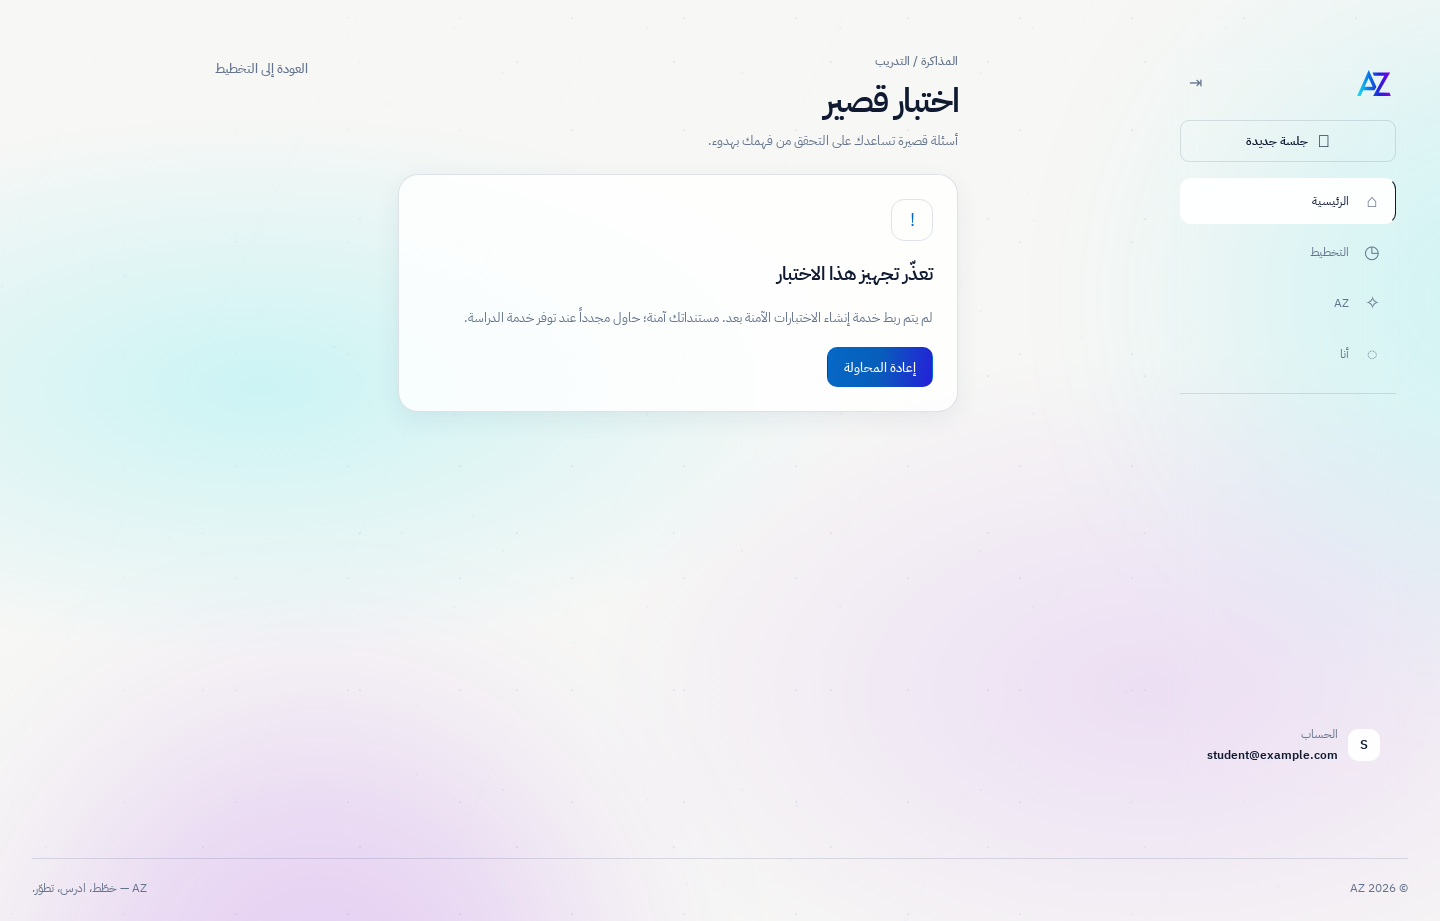 AZ
جلسة جديدة
الرئيسية
التخطيط
AZ
أنا
الحساب
S
student@example.com
المذاكرة / التدريب
العودة إلى التخطيط
اختبار قصير
أسئلة قصيرة تساعدك على التحقق من فهمك بهدوء.
!
تعذّر تجهيز هذا الاختبار
لم يتم ربط خدمة إنشاء الاختبارات الآمنة بعد. مستنداتك آمنة؛ حاول مجدداً عند توفر خدمة الدراسة.
إعادة المحاولة
© 2026 AZ
AZ — خطّط، ادرس، تطوّر.